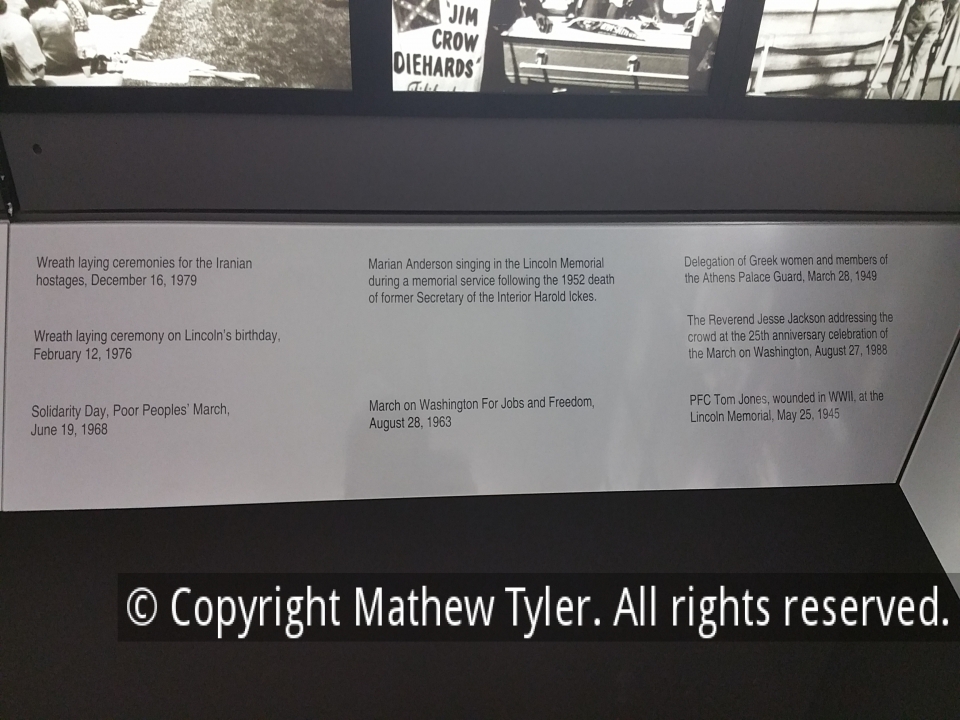 'JIM
CROW
DIEHARDS'
Wreath laying ceremonies for the Iranian
hostages, December 16, 1979
Wreath laying ceremony on Lincoln's birthday,
February 12, 1976
Solidarity Day, Poor Peoples' March,
June 19, 1968
Marian Anderson singing in the Lincoln Memorial
during a memorial service following the 1952 death
of former Secretary of the Interior Harold Ickes.
March on Washington For Jobs and Freedom,
August 28, 1963
Delegation of Greek women and members of
the Athens Palace Guard, March 28, 1949
The Reverend Jesse Jackson addressing the
crowd at the 25th anniversary celebration of
the March on Washington, August 27, 1988
PFC Tom Jones, wounded in WWII, at the
Lincoln Memorial, May 25, 1945
© Copyright Mathew Tyler. All rights reserved.